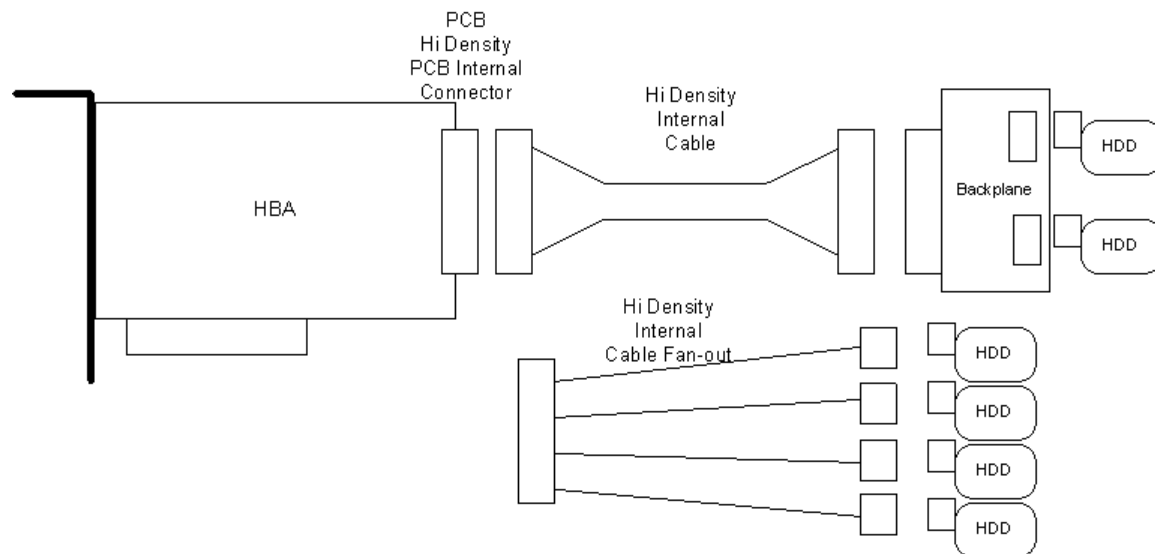 PCB
Hi Density
PCB Internal
Connector
Hi Density
Internal
Cable
HBA
Backplane
HDD
HDD
Hi Density
Internal
Cable Fan-out
HDD
HDD
HDD
HDD